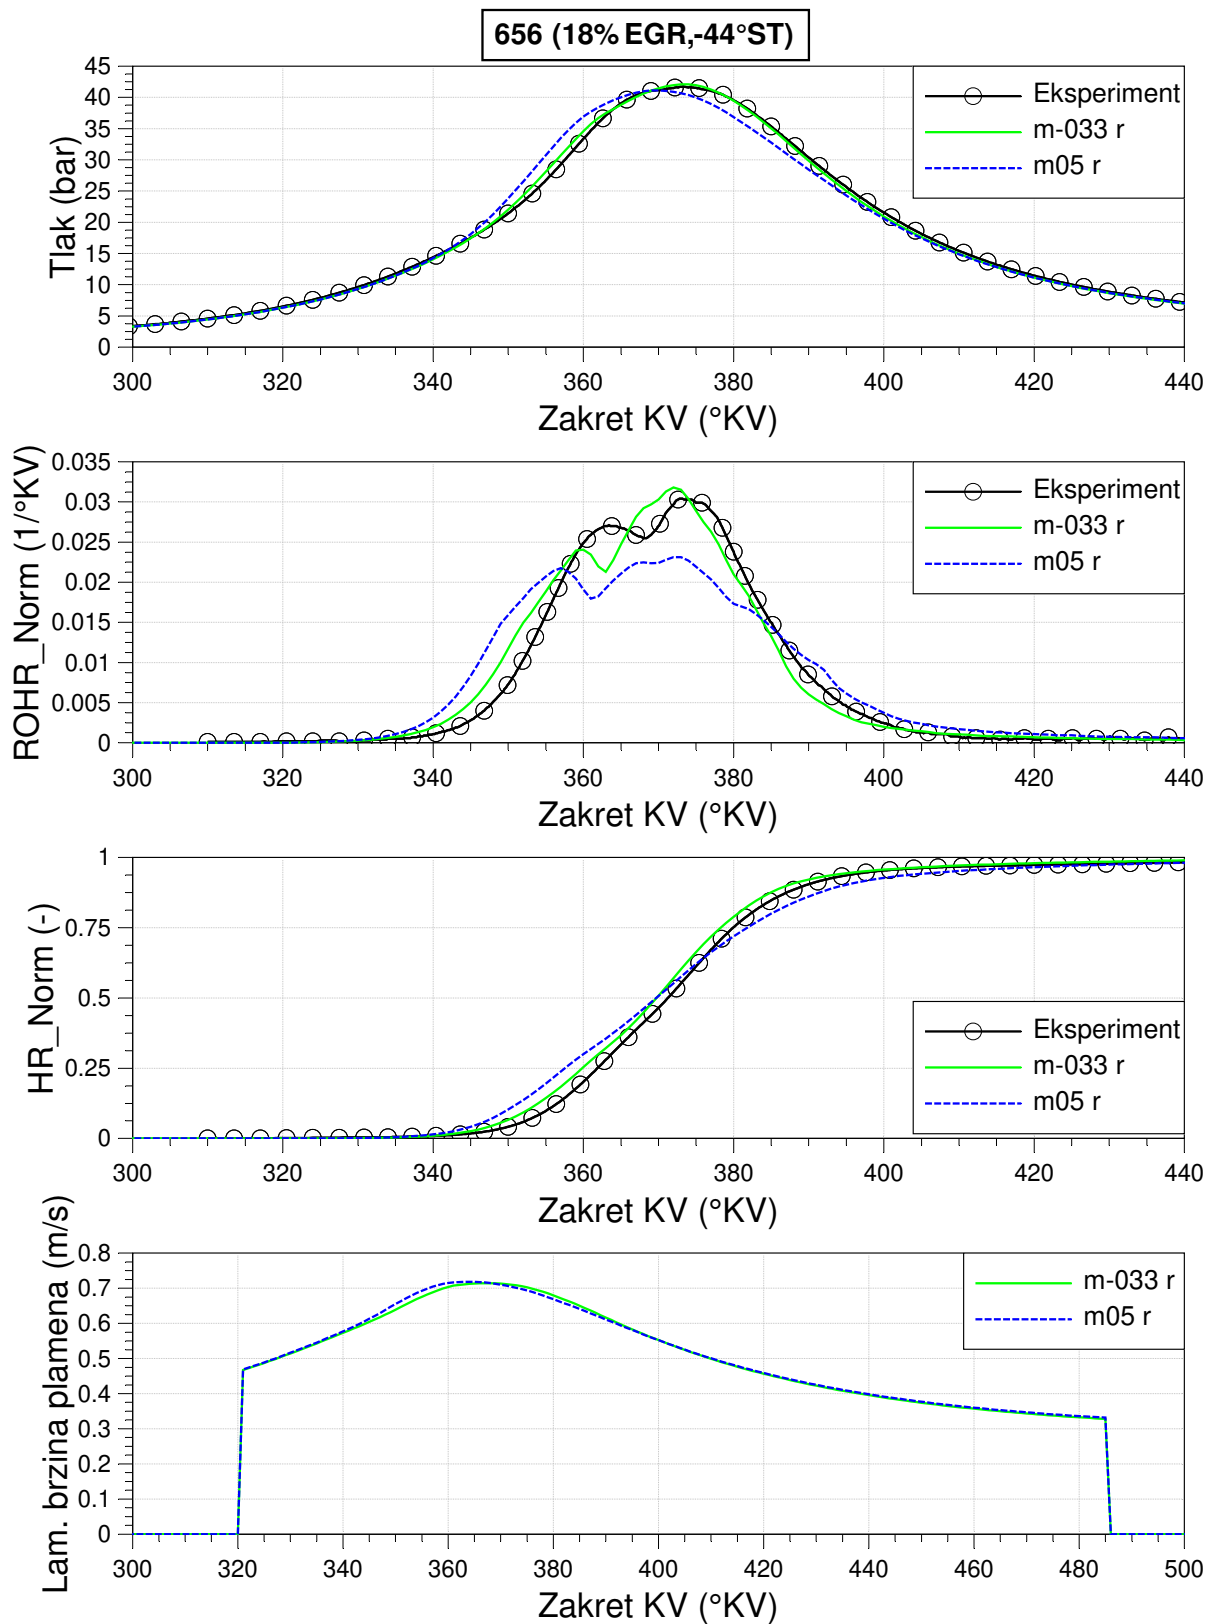 656 (18% EGR,-44°ST)
45
40
35
30
25
20
15
10
5
0
Tlak (bar)
Eksperiment
m-033 r
m05 r
300 320 340 360 380 400 420 440
Zakret KV (°KV)
0.035
0.03
0.025
0.02
0.015
0.01
0.005
0
ROHR_Norm (1/°KV)
Eksperiment
m-033 r
m05 r
300 320 340 360 380 400 420 440
Zakret KV (°KV)
1
0.75
0.5
0.25
0
HR_Norm (-)
Eksperiment
m-033 r
m05 r
300 320 340 360 380 400 420 440
Zakret KV (°KV)
0.8
0.7
0.6
0.5
0.4
0.3
0.2
0.1
0
Lam. brzina plamena (m/s)
m-033 r
m05 r
300 320 340 360 380 400 420 440 460 480 500
Zakret KV (°KV)